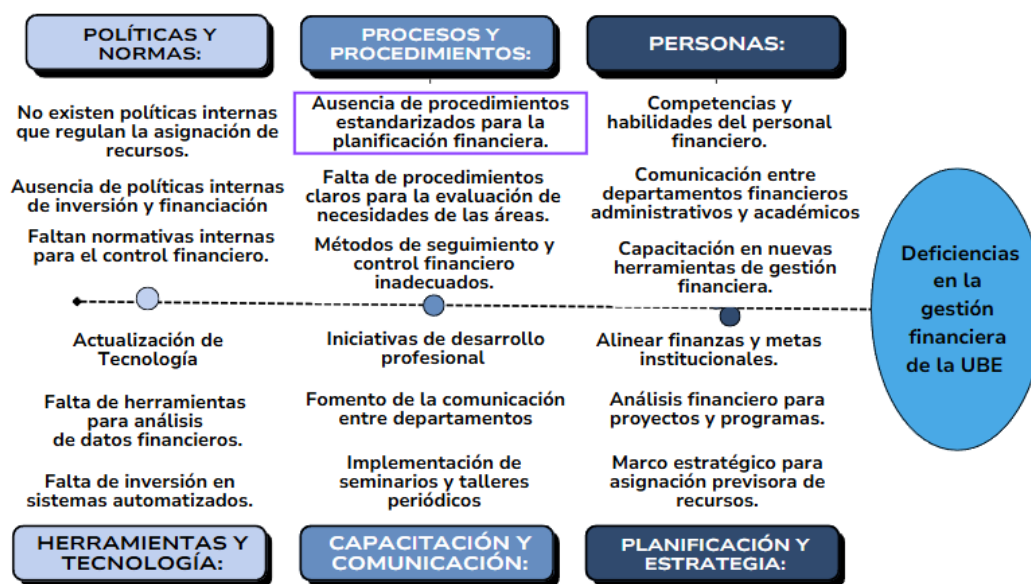 POLÍTICAS Y
NORMAS:
No existen políticas internas
que regulan la asignación de
recursos.
Ausencia de políticas internas
de inversión y financiación
Faltan normativas internas
para el control financiero.
PROCESOS Y
PROCEDIMIENTOS:
Ausencia de procedimientos
estandarizados para la
planificación financiera.
Falta de procedimientos
claros para la evaluación de
necesidades de las áreas.
Métodos de seguimiento y
control financiero
inadecuados.
PERSONAS:
Competencias y
habilidades del personal
financiero.
Comunicación entre
departamentos financieros
administrativos y académicos
Capacitación en nuevas
herramientas de gestión
financiera.
Deficiencias
en la
gestión
financiera
de la UBE
Actualización de
Tecnología
Falta de herramientas
para análisis
de datos financieros.
Falta de inversión en
sistemas automatizados.
HERRAMIENTAS Y
TECNOLOGÍA:
Iniciativas de desarrollo
profesional
Fomento de la comunicación
entre departamentos
Implementación de
seminarios y talleres
periódicos
CAPACITACIÓN Y
COMUNICACIÓN:
Alinear finanzas y metas
institucionales.
Análisis financiero para
proyectos y programas.
Marco estratégico para
asignación previsora de
recursos.
PLANIFICACIÓN Y
ESTRATEGIA: